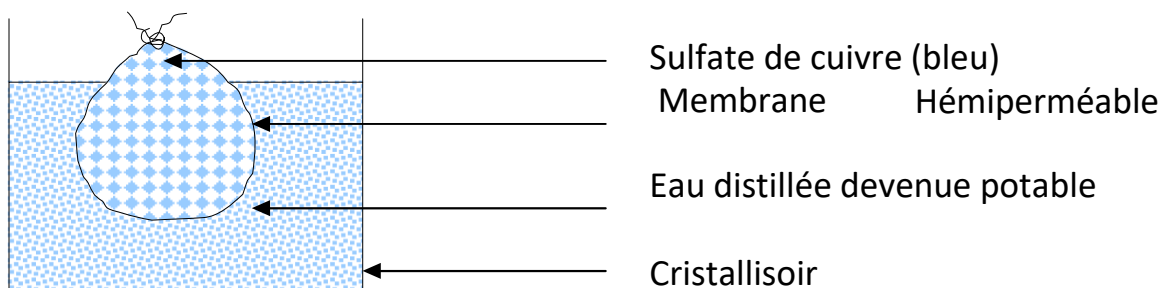 Sulfate de cuivre (bleu)
Membrane Hémiperméable
Eau distillée devenue potable
Cristallisoir